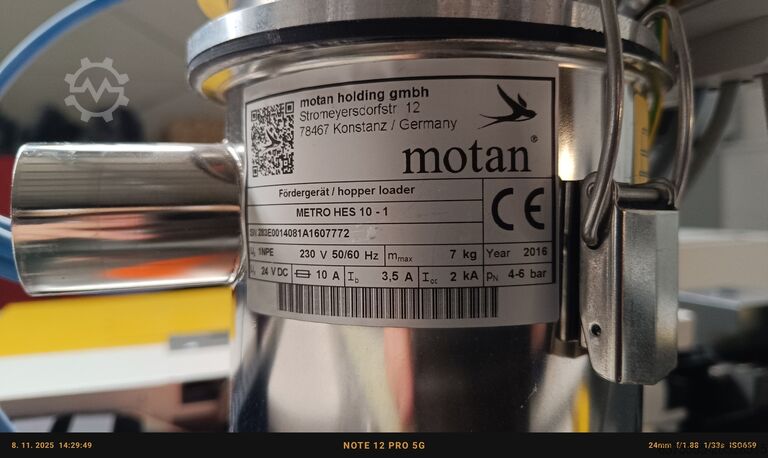 motan holding gmbh
Stromeyersdorfstr. 12
78467 Konstanz / Germany
motan®
Fördergerät / hopper loader
METRO HES 10 - 1
SN 283E0014081A1607772
1NPE 230 V 50/60 Hz mmax 7 kg Year 2016
24 V DC 10 A Ib 3,5 A Icc 2 kA pN 4-6 bar
CE
8. 11. 2025 14:29:49 NOTE 12 PRO 5G 24mm f/1.88 1/33s ISO659